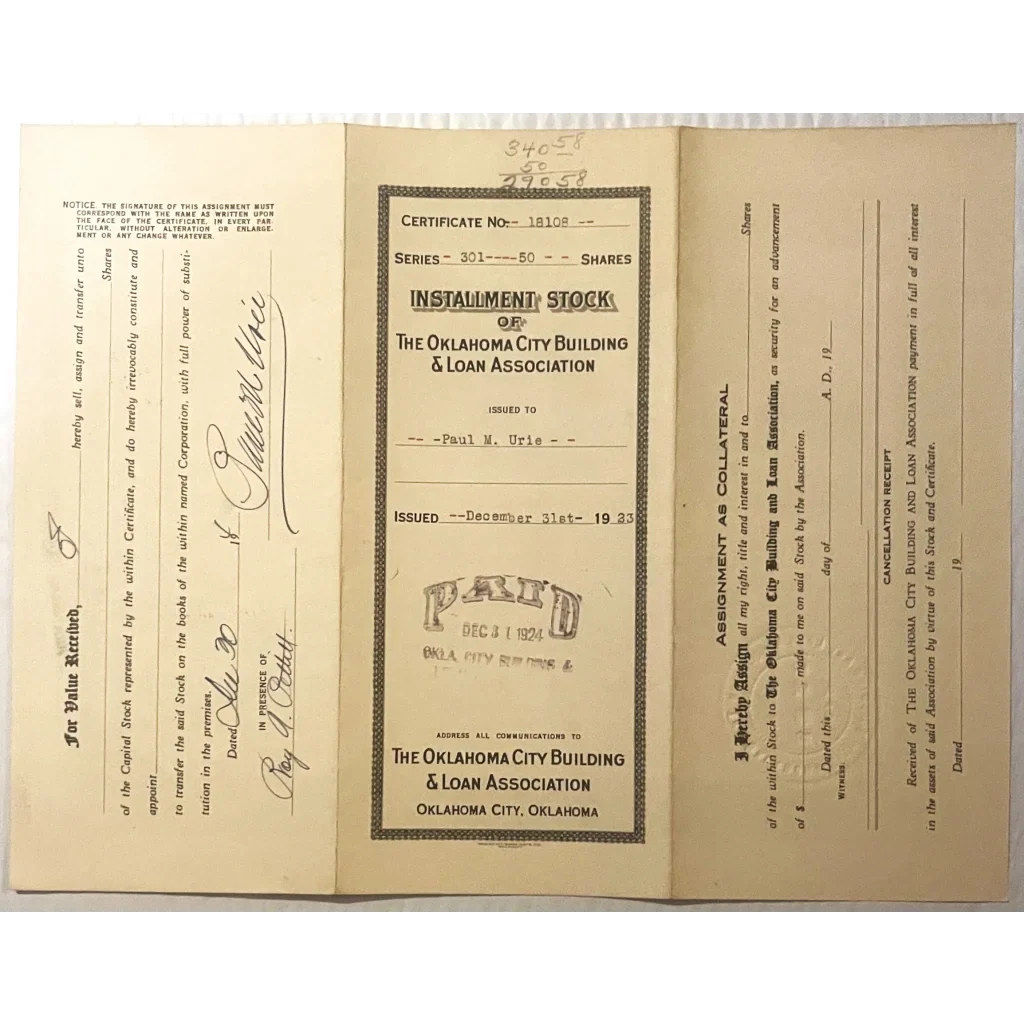 NOTICE THE SIGNATURE OF THIS ASSIGNMENT MUST
CORRESPOND WITH THE NAME AS WRITTEN UPON
THE FACE OF THE CERTIFICATE, IN EVERY PAR-
TICULAR, WITHOUT ALTERATION OR ENLARGE-
MENT OR ANY CHANGE WHATEVER.
For Value Received, hereby sell, assign and transfer unto
Shares
of the Capital Stock represented by the within Certificate, and do hereby irrevocably constitute and
appoint
to transfer the said Stock on the books of the within named Corporation, with full power of substi-
tution in the premises.
Dated
IN PRESENCE OF
340 58
50
290 58
CERTIFICATE NO. -- 18108 --
SERIES - 301----50 - - SHARES
INSTALLMENT STOCK
OF
THE OKLAHOMA CITY BUILDING
& LOAN ASSOCIATION
ISSUED TO
-- -Paul M. Urie - -
ISSUED --December 31st- 19 23
PAID
DEC 31 1924
OKLA. CITY BUILDING &
ADDRESS ALL COMMUNICATIONS TO
THE OKLAHOMA CITY BUILDING
& LOAN ASSOCIATION
OKLAHOMA CITY, OKLAHOMA
ASSIGNMENT AS COLLATERAL
I Hereby Assign all my right, title and interest in and to Shares
of the within Stock to The Oklahoma City Building and Loan Association, as security for an advancement
of $ , made to me on said Stock by the Association.
Dated this day of A. D., 19
WITNESS:
CANCELLATION RECEIPT
Received of THE OKLAHOMA CITY BUILDING AND LOAN ASSOCIATION payment in full of all interest
in the assets of said Association by virtue of this Stock and Certificate.
Dated 19